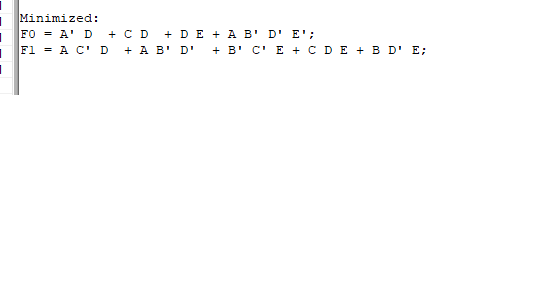 Minimized:
F0 = A' D + C D + D E + A B' D' E';
F1 = A C' D + A B' D' + B' C' E + C D E + B D' E;